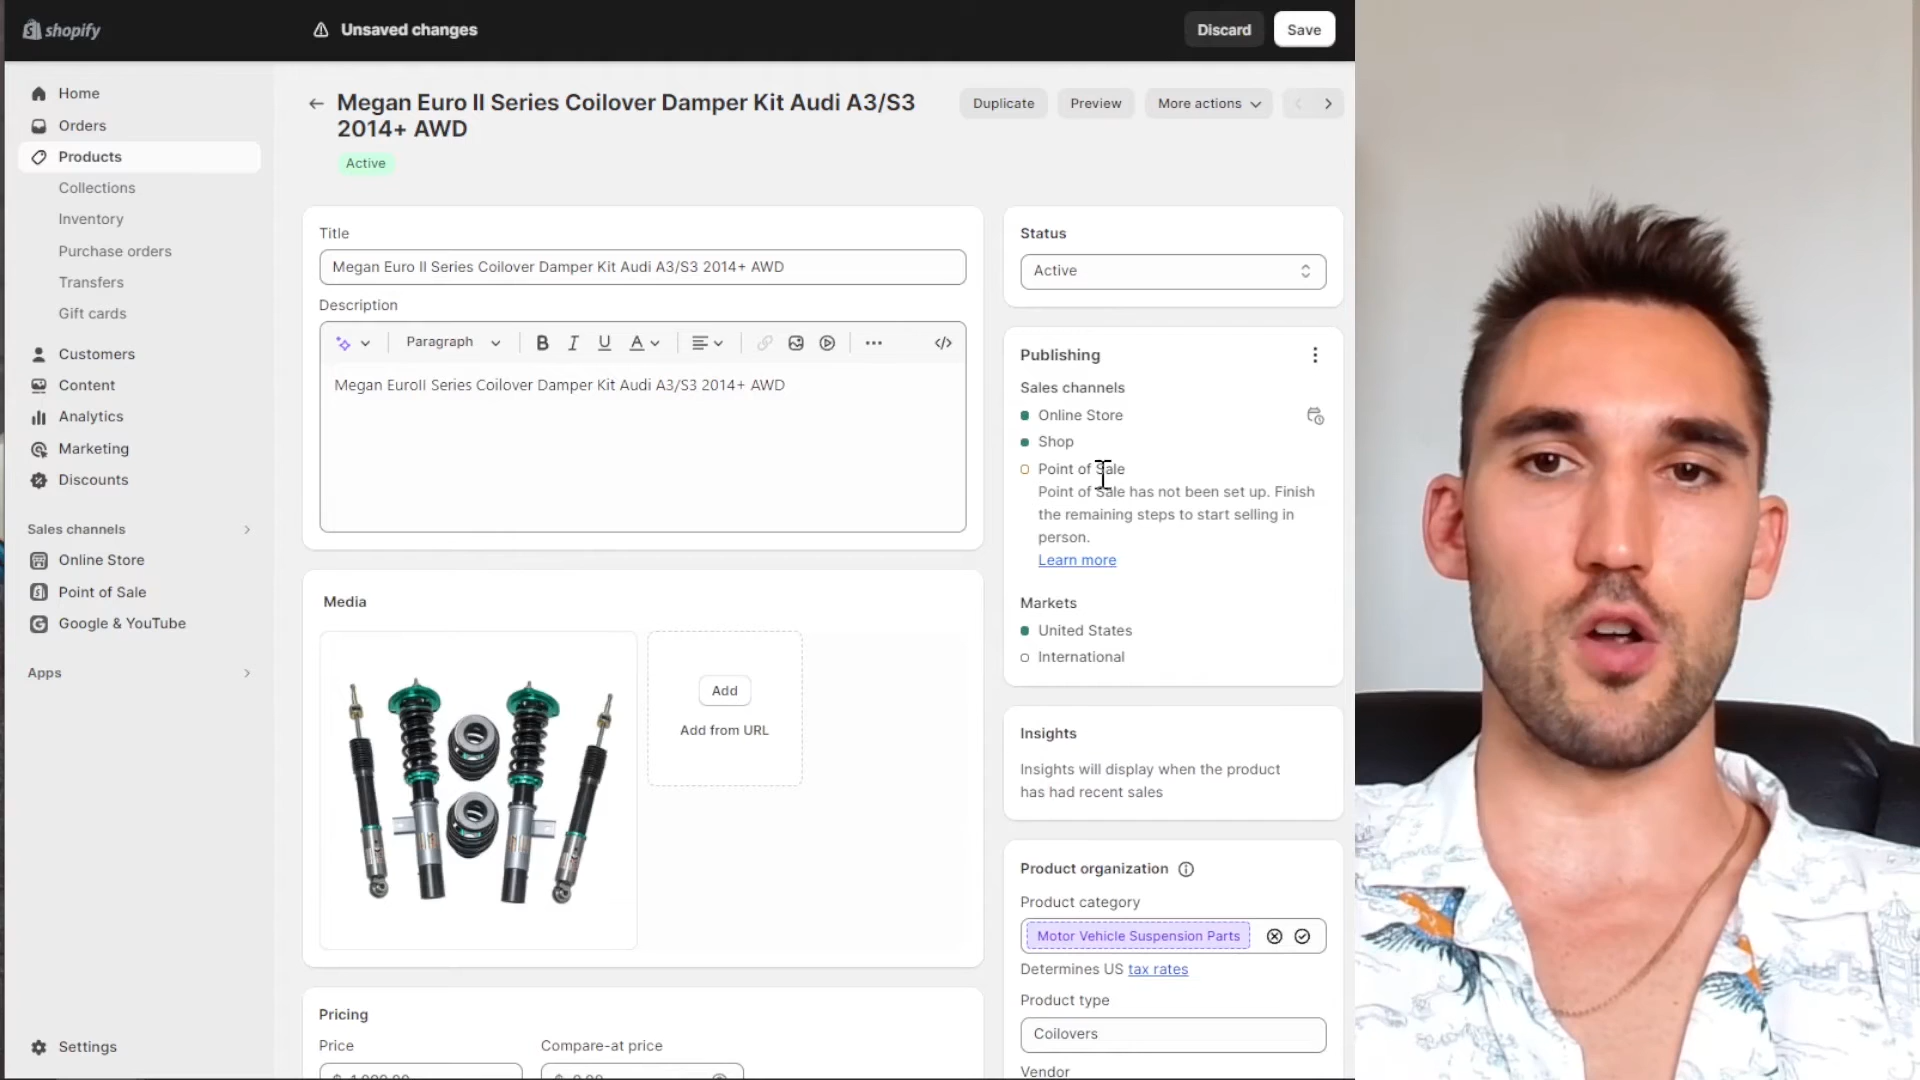 shopify
Unsaved changes
Discard
Save
Home
Orders
Products
Collections
Inventory
Purchase orders
Transfers
Gift cards
Customers
Content
Analytics
Marketing
Discounts
Sales channels
Online Store
Point of Sale
Google & YouTube
Apps
Settings
Megan Euro II Series Coilover Damper Kit Audi A3/S3
2014+ AWD
Active
Duplicate
Preview
More actions
Title
Megan Euro II Series Coilover Damper Kit Audi A3/S3 2014+ AWD
Description
Paragraph
B I U A
Megan EuroII Series Coilover Damper Kit Audi A3/S3 2014+ AWD
Media
Add
Add from URL
Pricing
Price
Compare-at price
Status
Active
Publishing
Sales channels
Online Store
Shop
Point of Sale
Point of Sale has not been set up. Finish
the remaining steps to start selling in
person.
Learn more
Markets
United States
International
Insights
Insights will display when the product
has had recent sales
Product organization
Product category
Motor Vehicle Suspension Parts
Determines US tax rates
Product type
Coilovers
Vendor